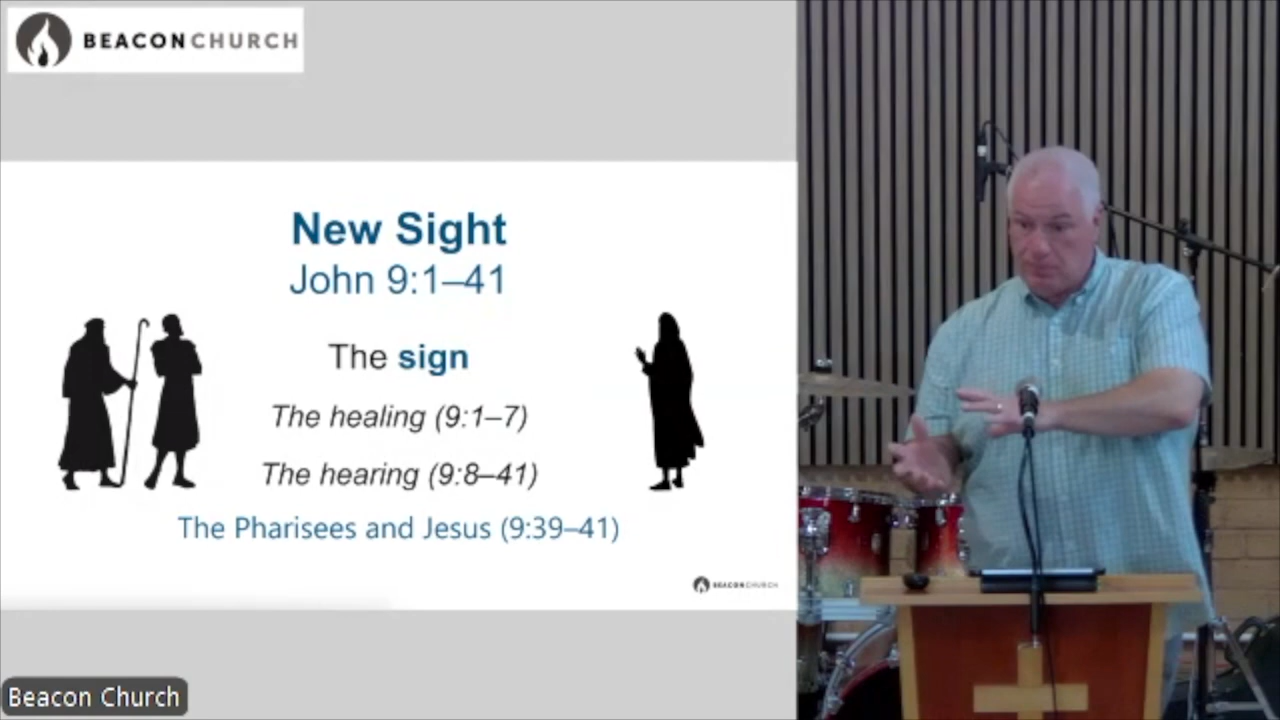 BEACONCHURCH
New Sight
John 9:1–41
The sign
The healing (9:1–7)
The hearing (9:8–41)
The Pharisees and Jesus (9:39–41)
BEACONCHURCH
Beacon Church